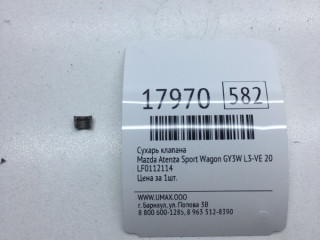 17970 582
Сухарь клапана
Mazda Atenza Sport Wagon GY3W L3-VE 20
LF0112114
Цена за 1шт.
WWW.UMAX.OOO
г. Барнаул, ул. Попова 3В
8 800 600-1285, 8 963 512-8390